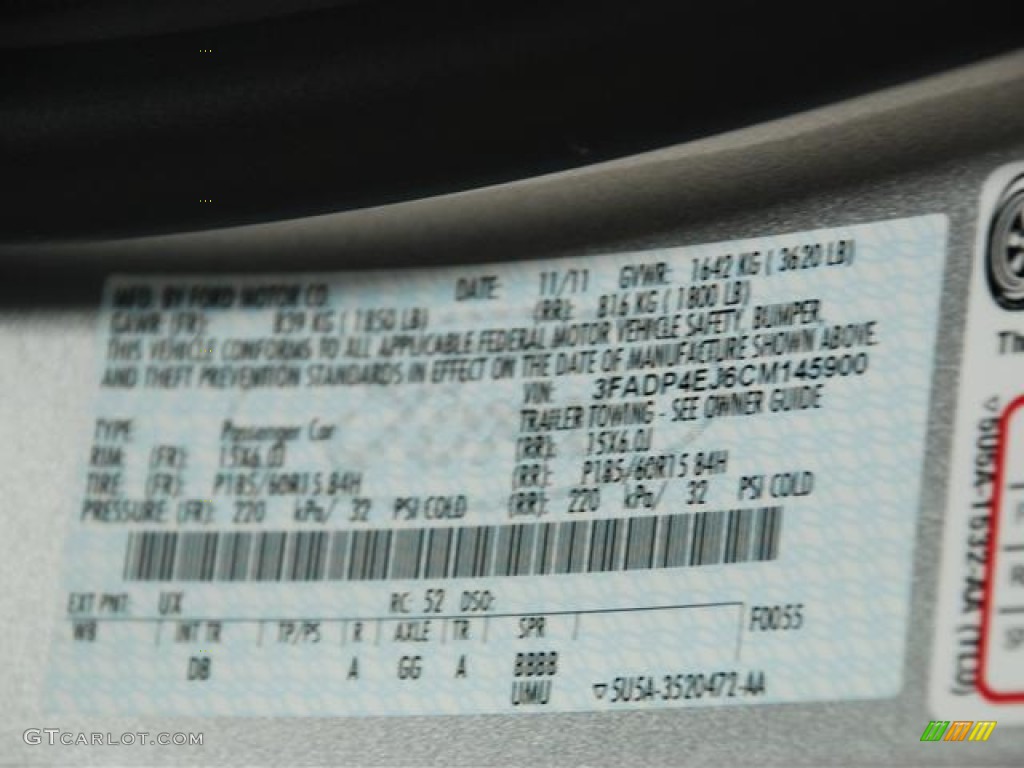 MFD. BY FORD MOTOR CO. DATE: 11/11 GVWR: 1642 KG ( 3620 LB)
GAWR (FR): 839 KG ( 1850 LB) (RR): 816 KG ( 1800 LB)
THIS VEHICLE CONFORMS TO ALL APPLICABLE FEDERAL MOTOR VEHICLE SAFETY, BUMPER,
AND THEFT PREVENTION STANDARDS IN EFFECT ON THE DATE OF MANUFACTURE SHOWN ABOVE.
VIN: 3FADP4EJ6CM145900
TYPE: Passenger Car TRAILER TOWING - SEE OWNER GUIDE
RIM: (FR): 15X6.0J (RR): 15X6.0J
TIRE: (FR): P185/60R15 84H (RR): P185/60R15 84H
PRESSURE: (FR): 220 kPa/ 32 PSI COLD (RR): 220 kPa/ 32 PSI COLD
EXT PNT: UX RC: 52 DSO:
WB INT TR TP/PS R AXLE TR SPR F0055
DB A GG A BBBB
UMU ▽5U5A-3520472-AA
Th
6U5A-1532-AA (TLD)
GTcarlot.com